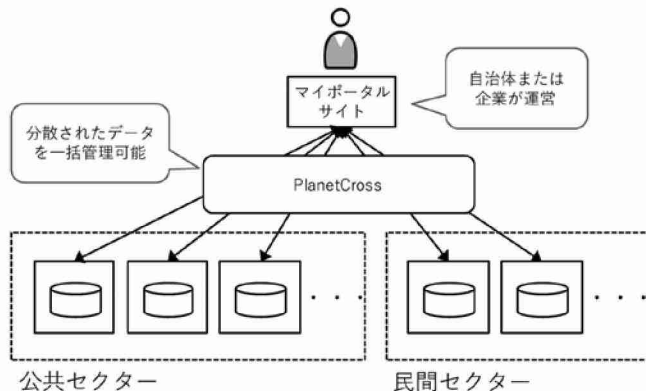 マイポータル
サイト
自治体または
企業が運営
分散されたデータ
を一括管理可能
PlanetCross
・・・
・・・
公共セクター
民間セクター